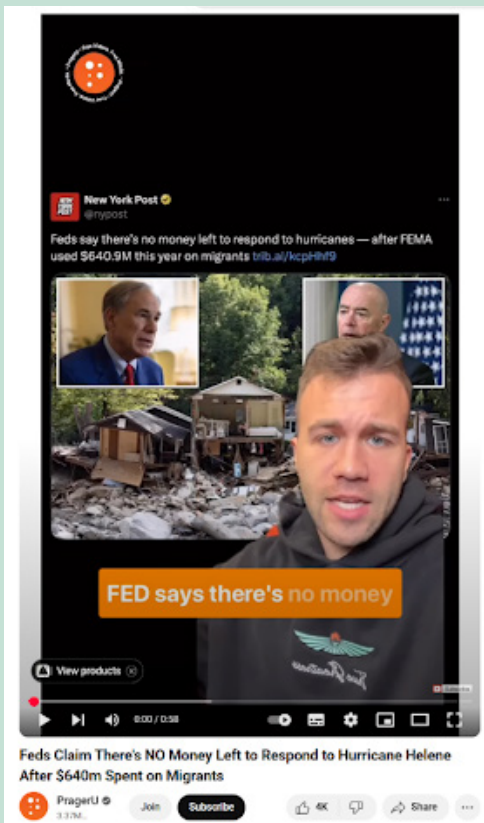 New York Post
@nypost
Feds say there's no money left to respond to hurricanes — after FEMA
used $640.9M this year on migrants trib.al/kcpHhf9
FED says there's no money
View products
0:00 / 0:58
Feds Claim There's NO Money Left to Respond to Hurricane Helene
After $640m Spent on Migrants
PragerU
3.37M...
Join
Subscribe
4K
Share